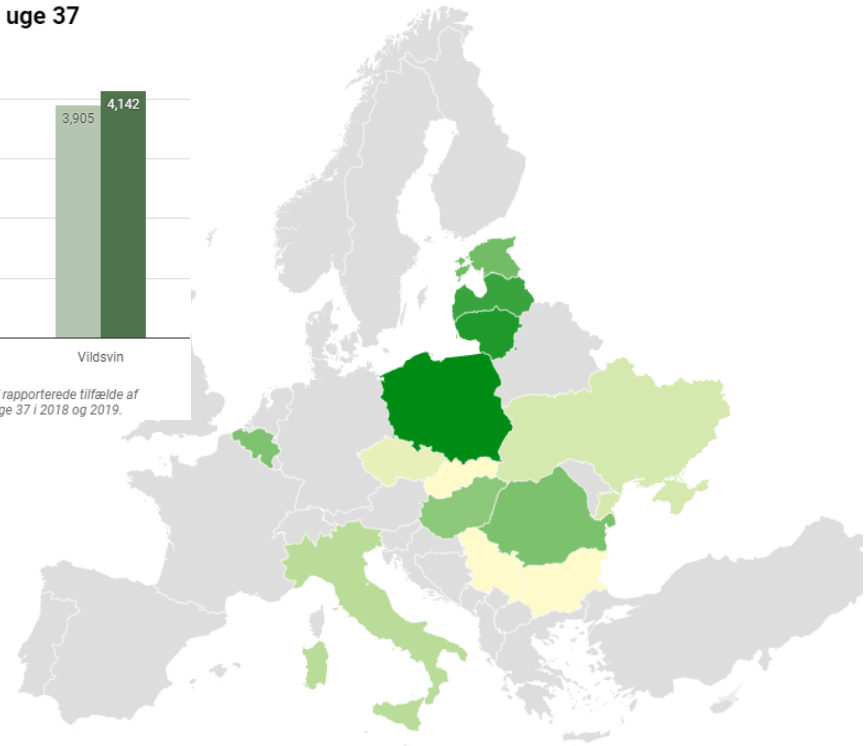 uge 37
3,905
4,142
Vildsvin
rapporterede tilfælde af
ge 37 i 2018 og 2019.